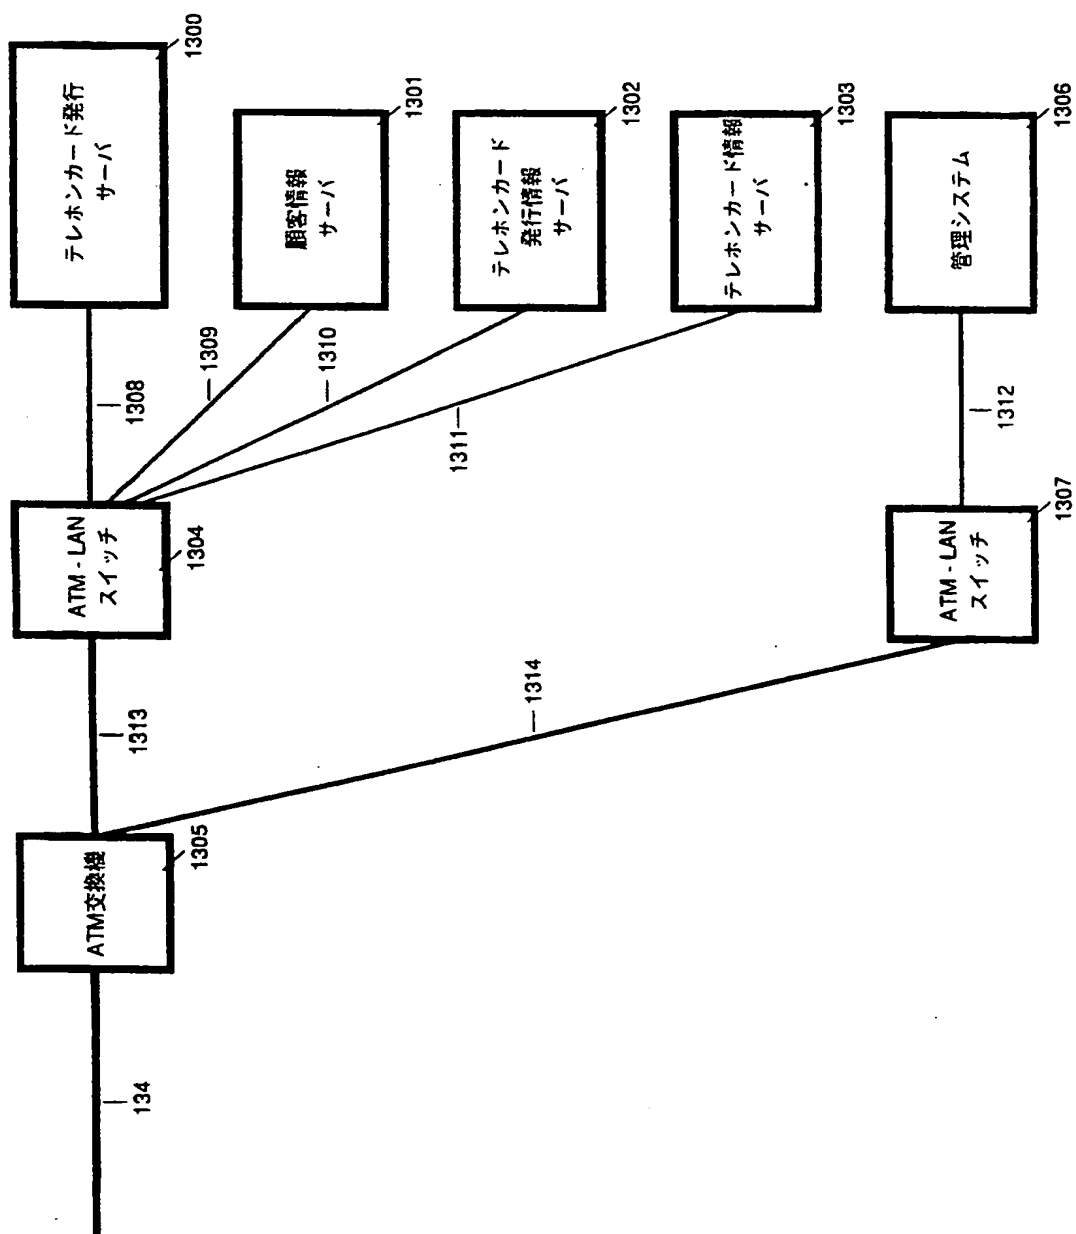 テレホンカード発行
サーバ
1300
顧客情報
サーバ
1301
テレホンカード
発行情報
サーバ
1302
テレホンカード情報
サーバ
1303
管理システム
1306
1308
1309
1310
1311
1312
ATM-LAN
スイッチ
1304
ATM-LAN
スイッチ
1307
1313
1314
ATM交換機
1305
134